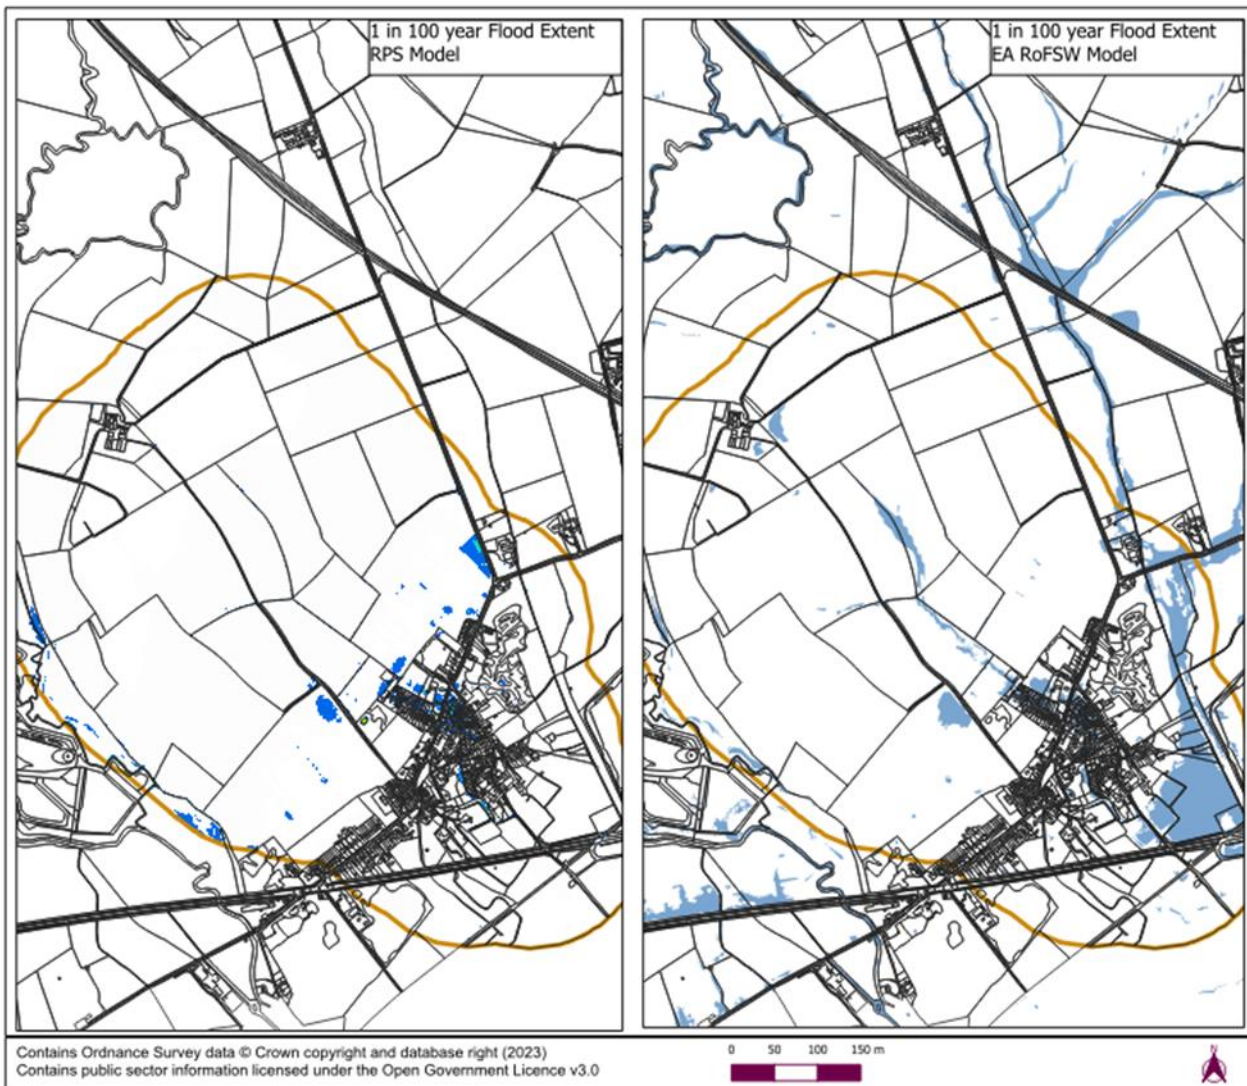 1 in 100 year Flood Extent
RPS Model
1 in 100 year Flood Extent
EA RoFSW Model
Contains Ordnance Survey data © Crown copyright and database right (2023)
Contains public sector information licensed under the Open Government Licence v3.0
0 50 100 150 m
N